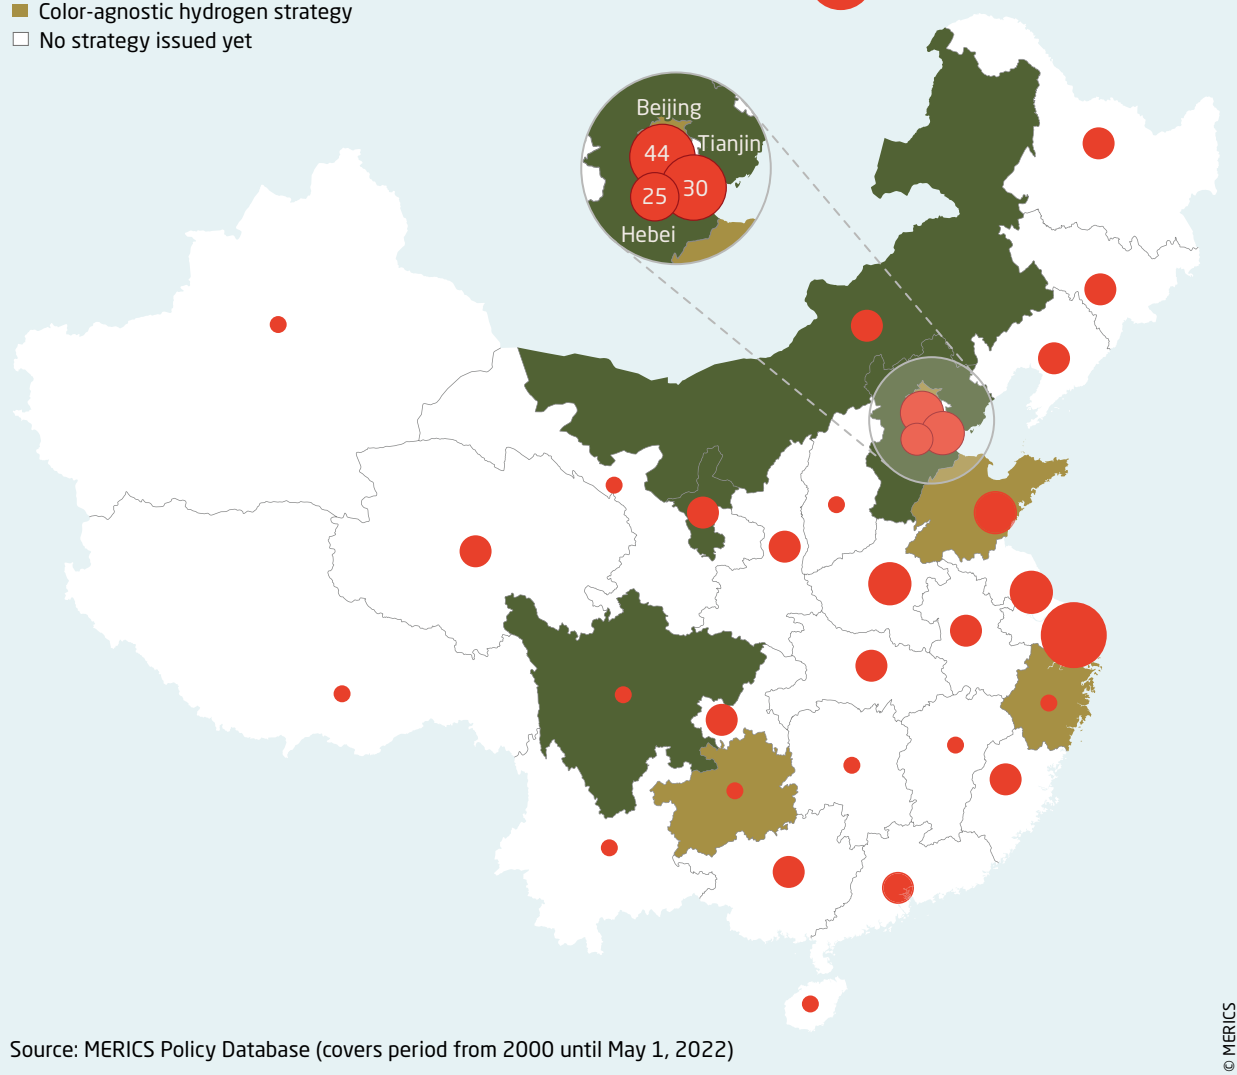 Color-agnostic hydrogen strategy
No strategy issued yet
Beijing
Tianjin
44
30
25
Hebei
Source: MERICS Policy Database (covers period from 2000 until May 1, 2022)
© MERICS